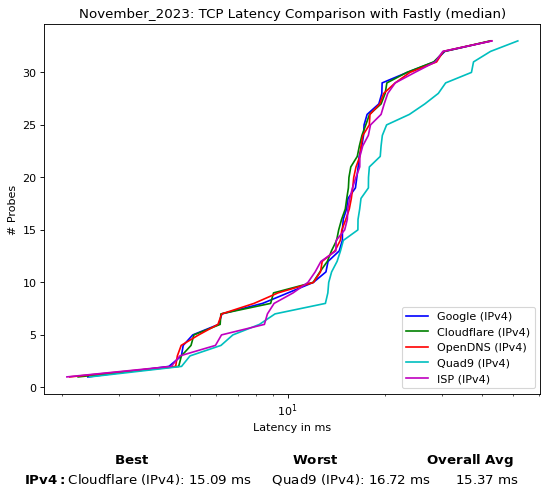 November_2023: TCP Latency Comparison with Fastly (median)
# Probes
30
25
20
15
10
5
0
10^1
Latency in ms
Google (IPv4)
Cloudflare (IPv4)
OpenDNS (IPv4)
Quad9 (IPv4)
ISP (IPv4)
Best Worst Overall Avg
IPv4: Cloudflare (IPv4): 15.09 ms Quad9 (IPv4): 16.72 ms 15.37 ms